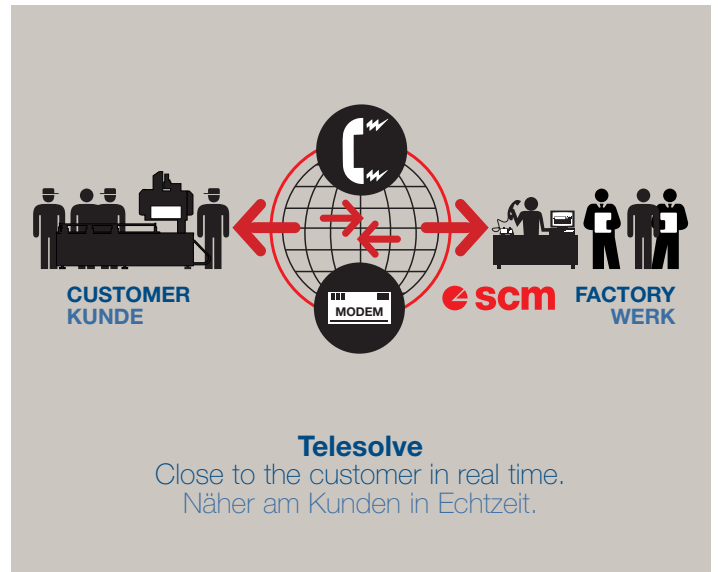 MODEM
CUSTOMER
KUNDE
scm
FACTORY
WERK
Telesolve
Close to the customer in real time.
Näher am Kunden in Echtzeit.